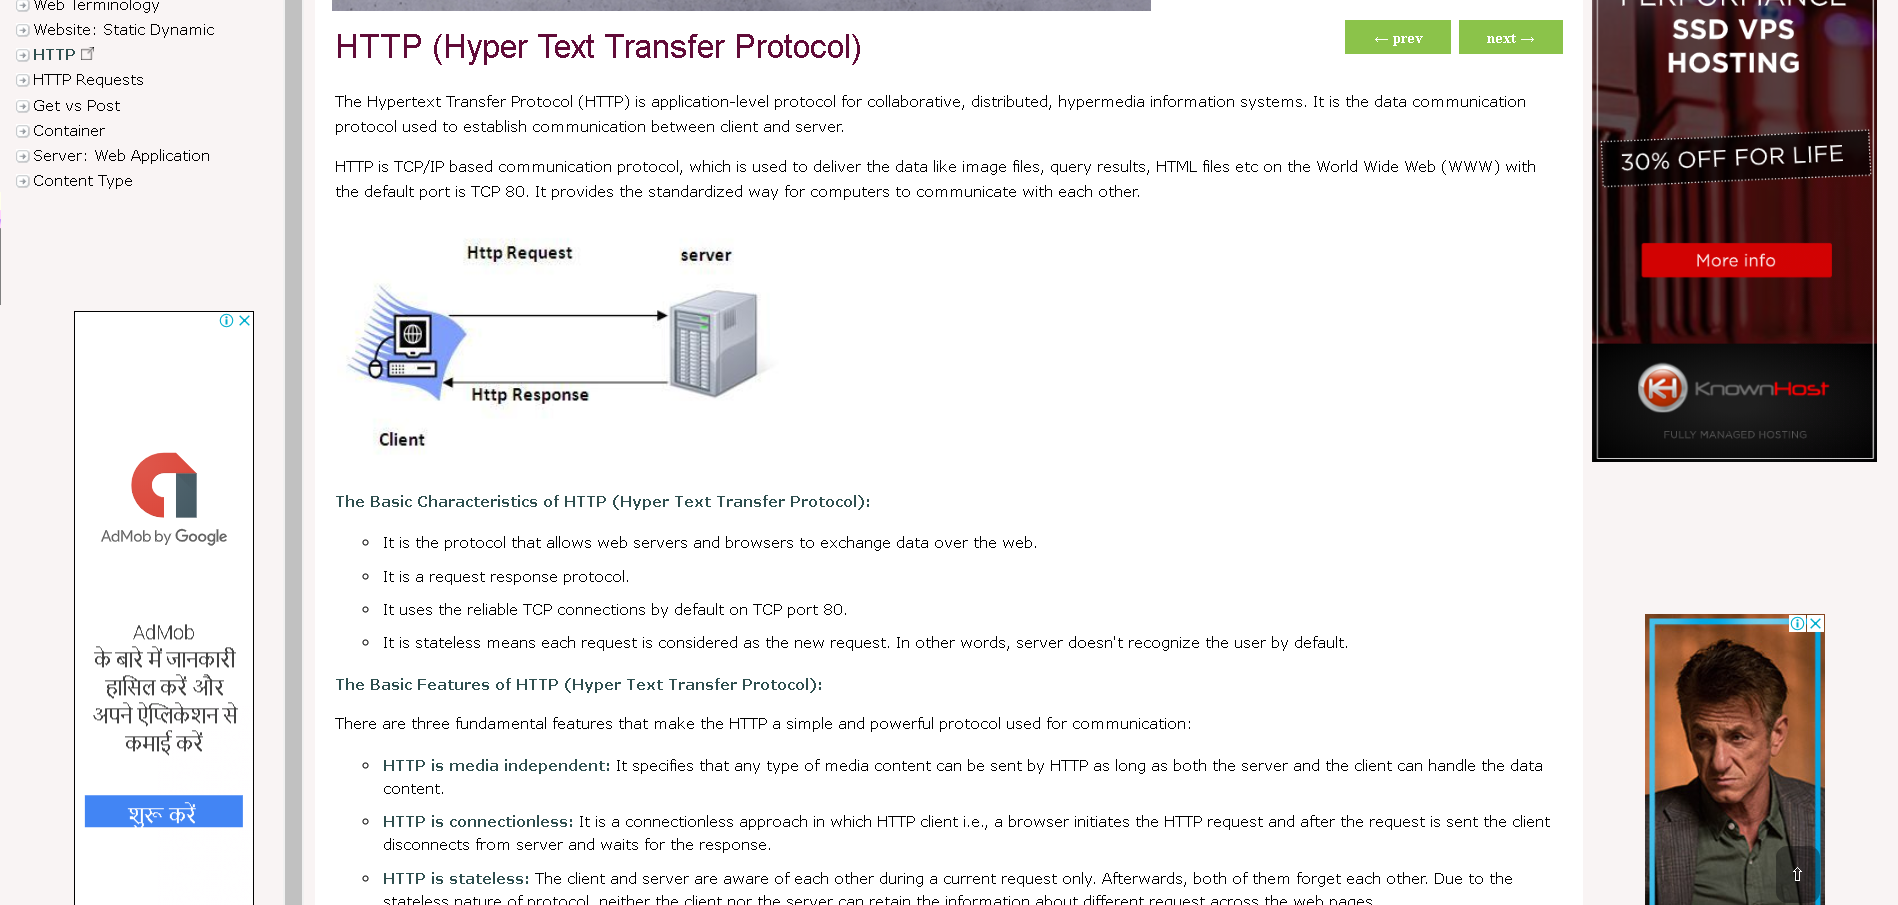 Web Terminology
Website: Static Dynamic
HTTP
HTTP Requests
Get vs Post
Container
Server: Web Application
Content Type
AdMob by Google
AdMob
के बारे में जानकारी
हासिल करें और
अपने ऐप्लिकेशन से
कमाई करें
शुरू करें
HTTP (Hyper Text Transfer Protocol)
← prev
next →
The Hypertext Transfer Protocol (HTTP) is application-level protocol for collaborative, distributed, hypermedia information systems. It is the data communication
protocol used to establish communication between client and server.
HTTP is TCP/IP based communication protocol, which is used to deliver the data like image files, query results, HTML files etc on the World Wide Web (WWW) with
the default port is TCP 80. It provides the standardized way for computers to communicate with each other.
Http Request
server
Http Response
Client
The Basic Characteristics of HTTP (Hyper Text Transfer Protocol):
It is the protocol that allows web servers and browsers to exchange data over the web.
It is a request response protocol.
It uses the reliable TCP connections by default on TCP port 80.
It is stateless means each request is considered as the new request. In other words, server doesn't recognize the user by default.
The Basic Features of HTTP (Hyper Text Transfer Protocol):
There are three fundamental features that make the HTTP a simple and powerful protocol used for communication:
HTTP is media independent: It specifies that any type of media content can be sent by HTTP as long as both the server and the client can handle the data
content.
HTTP is connectionless: It is a connectionless approach in which HTTP client i.e., a browser initiates the HTTP request and after the request is sent the client
disconnects from server and waits for the response.
HTTP is stateless: The client and server are aware of each other during a current request only. Afterwards, both of them forget each other. Due to the
stateless nature of protocol, neither the client nor the server can retain the information about different request across the web pages.
PERFORMANCE
SSD VPS
HOSTING
30% OFF FOR LIFE
More info
KH KnownHost
FULLY MANAGED HOSTING